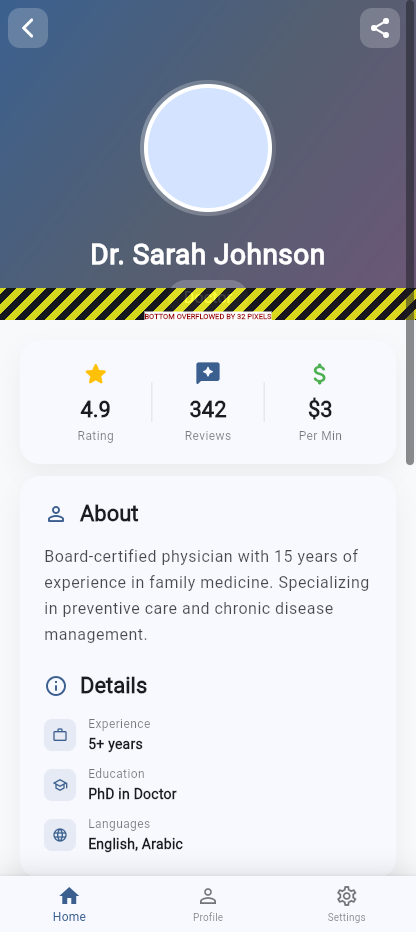 Dr. Sarah Johnson
BOTTOM OVERFLOWED BY 32 PIXELS
4.9
342
$3
Rating
Reviews
Per Min
About
Board-certified physician with 15 years of
experience in family medicine. Specializing
in preventive care and chronic disease
management.
Details
Experience
5+ years
Education
PhD in Doctor
Languages
English, Arabic
Home
Profile
Settings